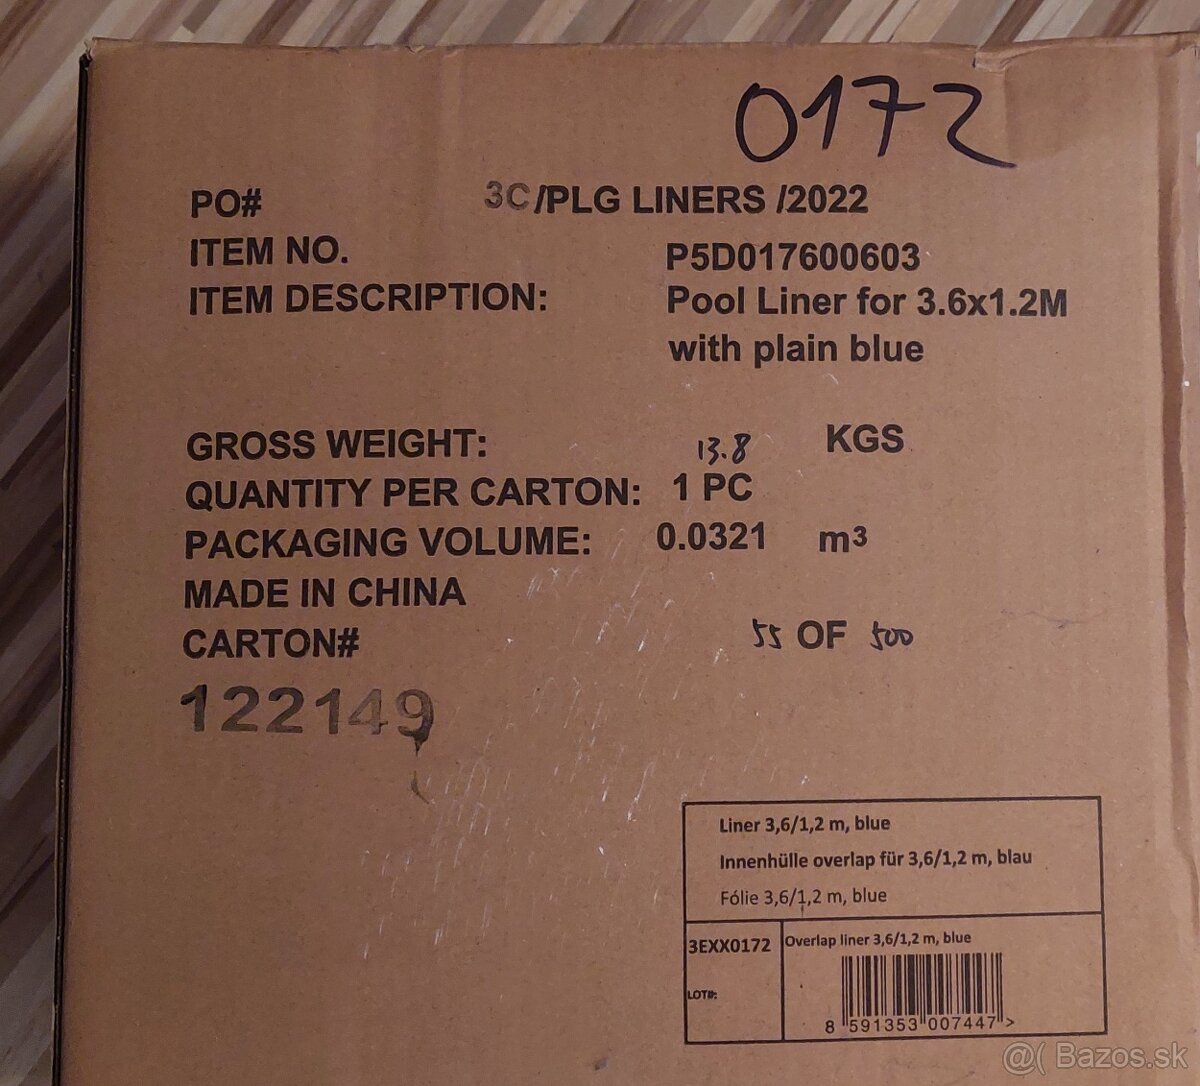 0172
PO# 3C/PLG LINERS /2022
ITEM NO. P5D017600603
ITEM DESCRIPTION: Pool Liner for 3.6x1.2M
with plain blue
GROSS WEIGHT: 13.8 KGS
QUANTITY PER CARTON: 1 PC
PACKAGING VOLUME: 0.0321 m³
MADE IN CHINA
CARTON# 55 OF 500
122149
Liner 3,6/1,2 m, blue
Innenhülle overlap für 3,6/1,2 m, blau
Fólie 3,6/1,2 m, blue
3EXX0172
LOT#:
Overlap liner 3,6/1,2 m, blue
8 591353 007447 >
@( Bazos.sk